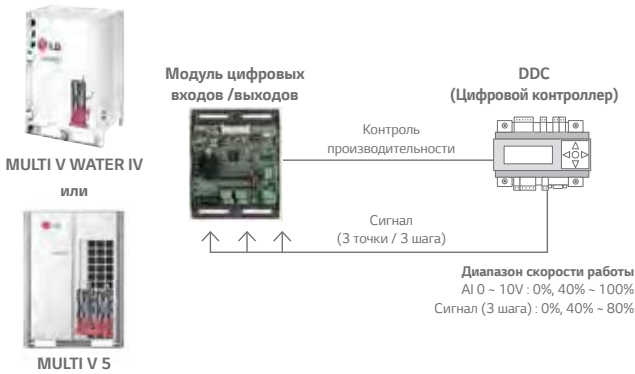 Модуль цифровых
входов /выходов
DDC
(Цифровой контроллер)
Контроль
производительности
MULTI V WATER IV
или
Сигнал
(3 точки / 3 шага)
Диапазон скорости работы
AI 0 ~ 10V : 0%, 40% ~ 100%
Сигнал (3 шага) : 0%, 40% ~ 80%
MULTI V 5
LG